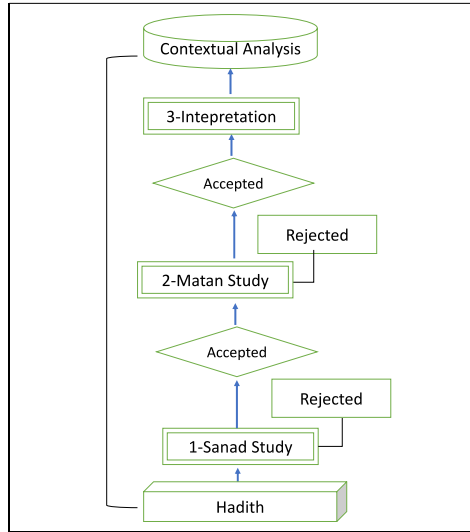 Contextual Analysis
3-Intepretation
Accepted
Rejected
2-Matan Study
Accepted
Rejected
1-Sanad Study
Hadith